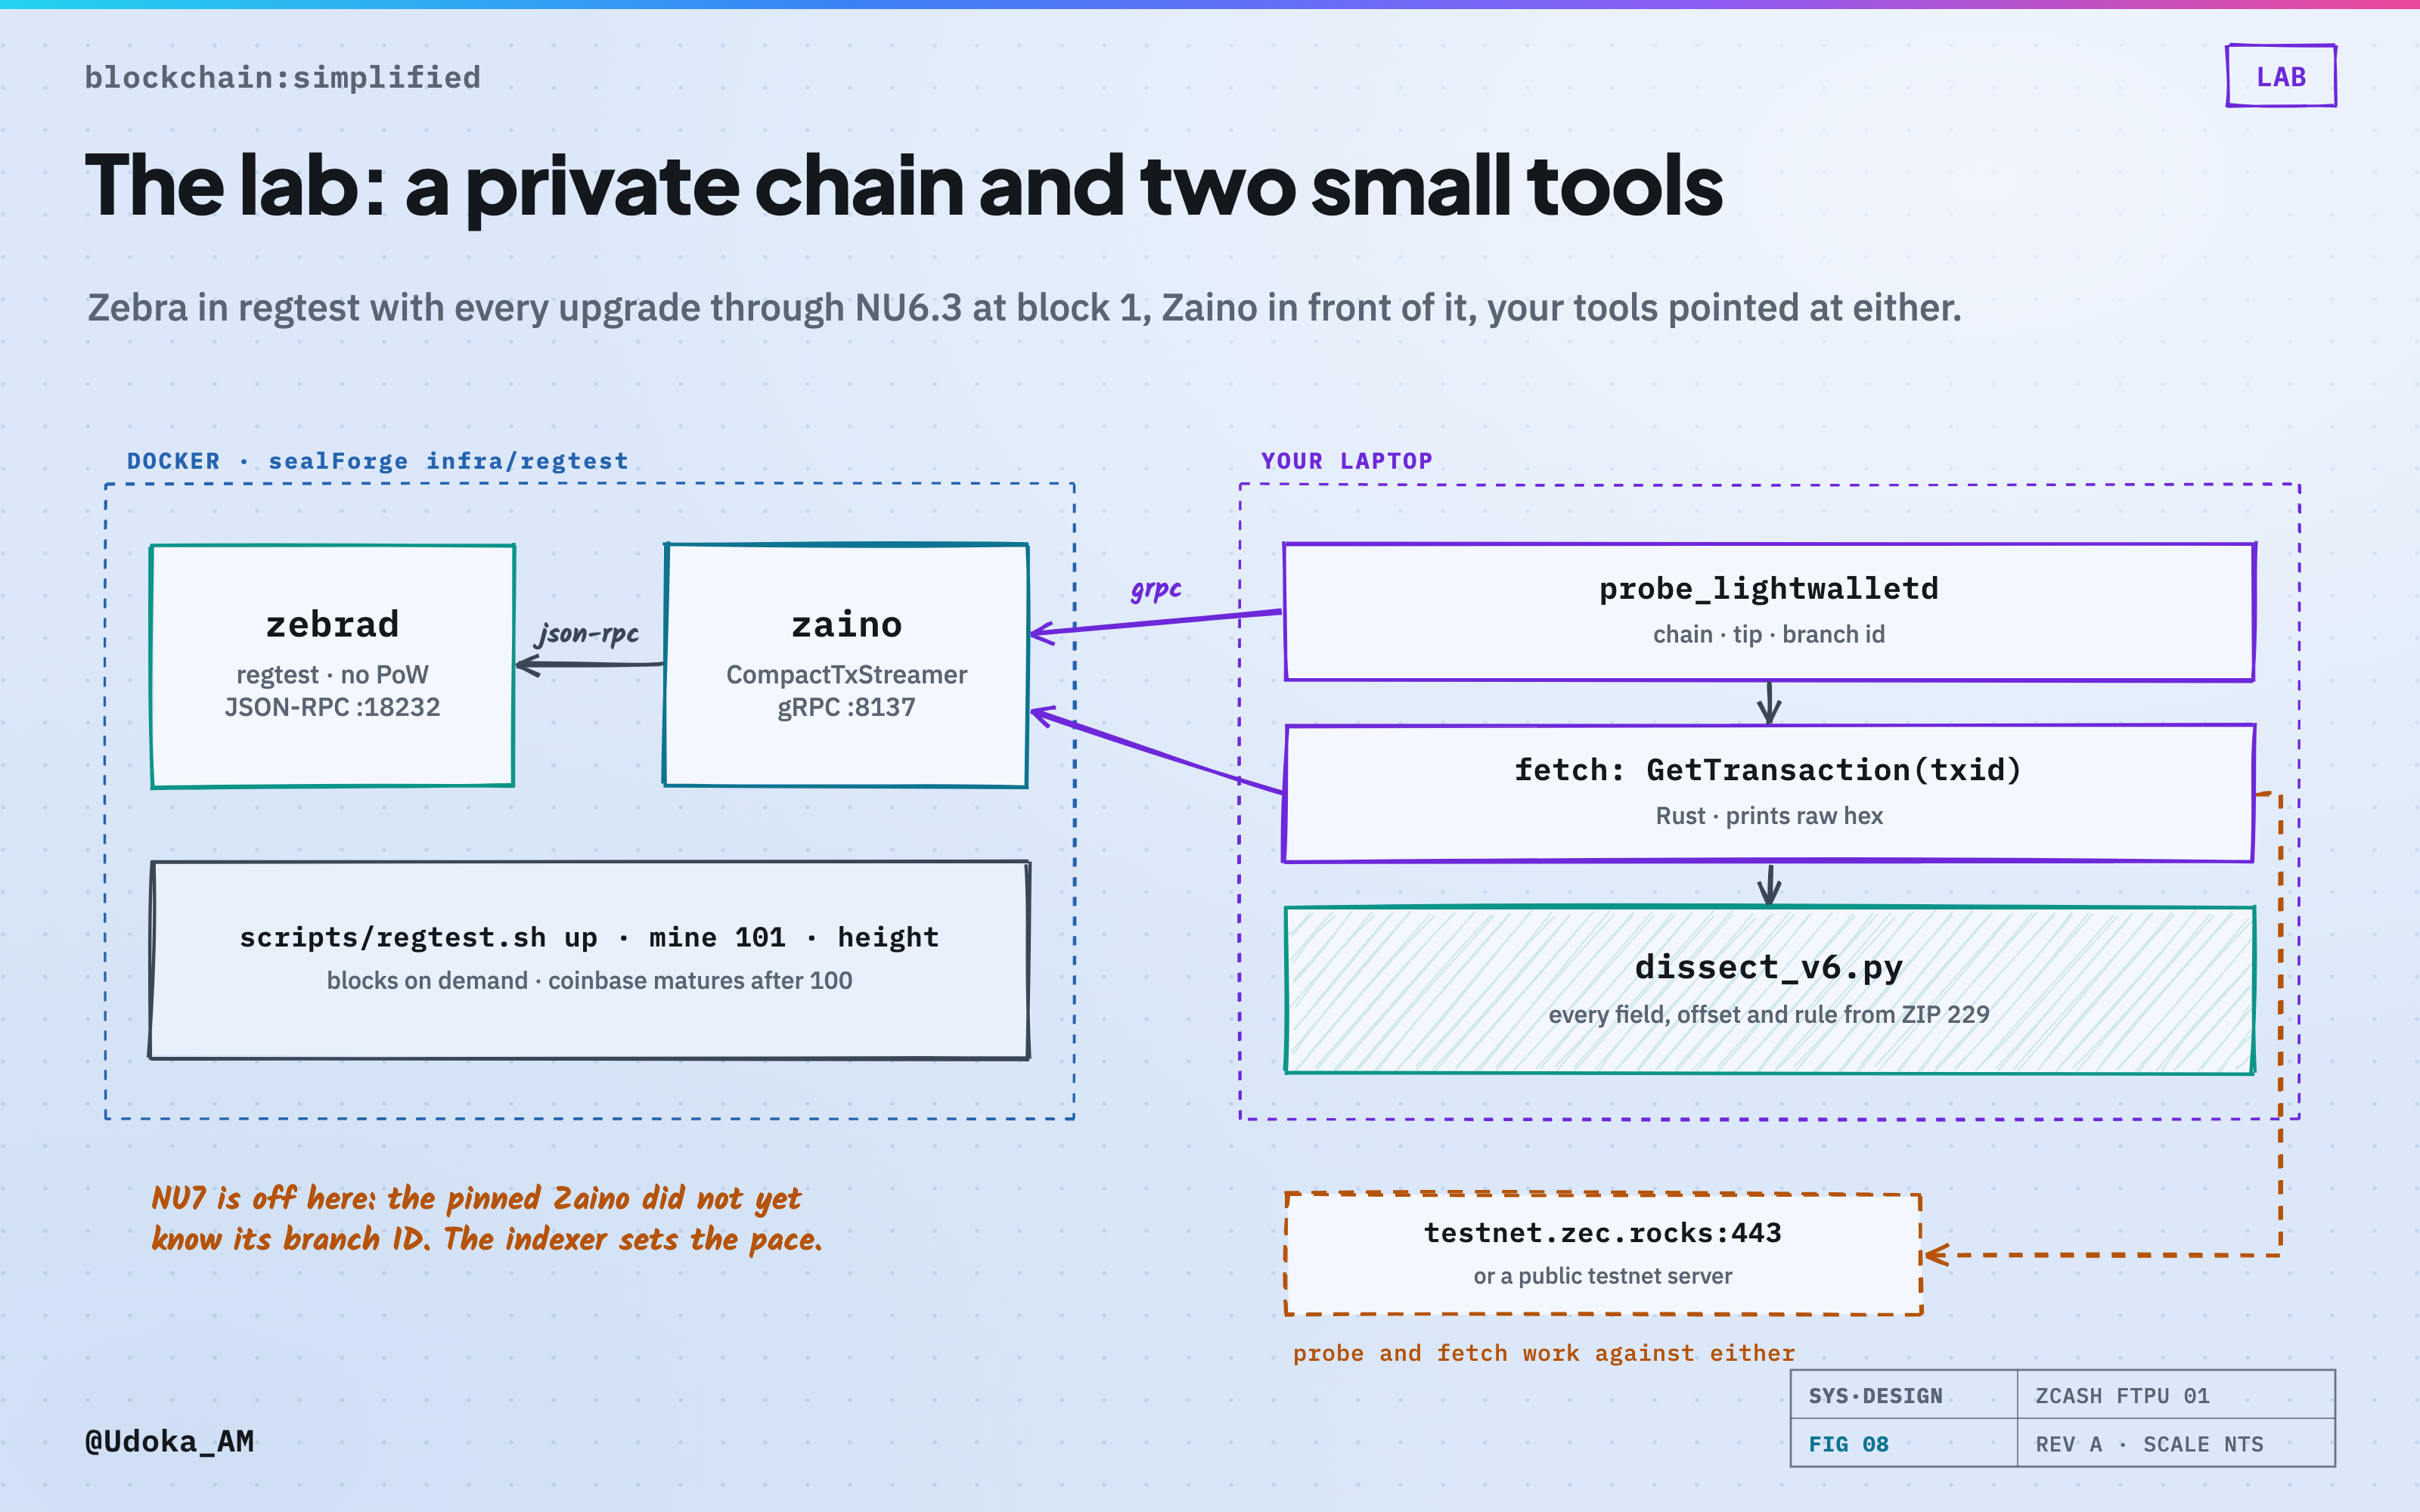 blockchain:simplified
LAB
The lab: a private chain and two small tools
Zebra in regtest with every upgrade through NU6.3 at block 1, Zaino in front of it, your tools pointed at either.
DOCKER · sealForge infra/regtest
zebrad
regtest · no PoW
JSON-RPC :18232
json-rpc
zaino
CompactTxStreamer
gRPC :8137
scripts/regtest.sh up · mine 101 · height
blocks on demand · coinbase matures after 100
grpc
YOUR LAPTOP
probe_lightwalletd
chain · tip · branch id
fetch: GetTransaction(txid)
Rust · prints raw hex
dissect_v6.py
every field, offset and rule from ZIP 229
NU7 is off here: the pinned Zaino did not yet
know its branch ID. The indexer sets the pace.
testnet.zec.rocks:443
or a public testnet server
probe and fetch work against either
@Udoka_AM
SYS·DESIGN
ZCASH FTPU 01
FIG 08
REV A · SCALE NTS